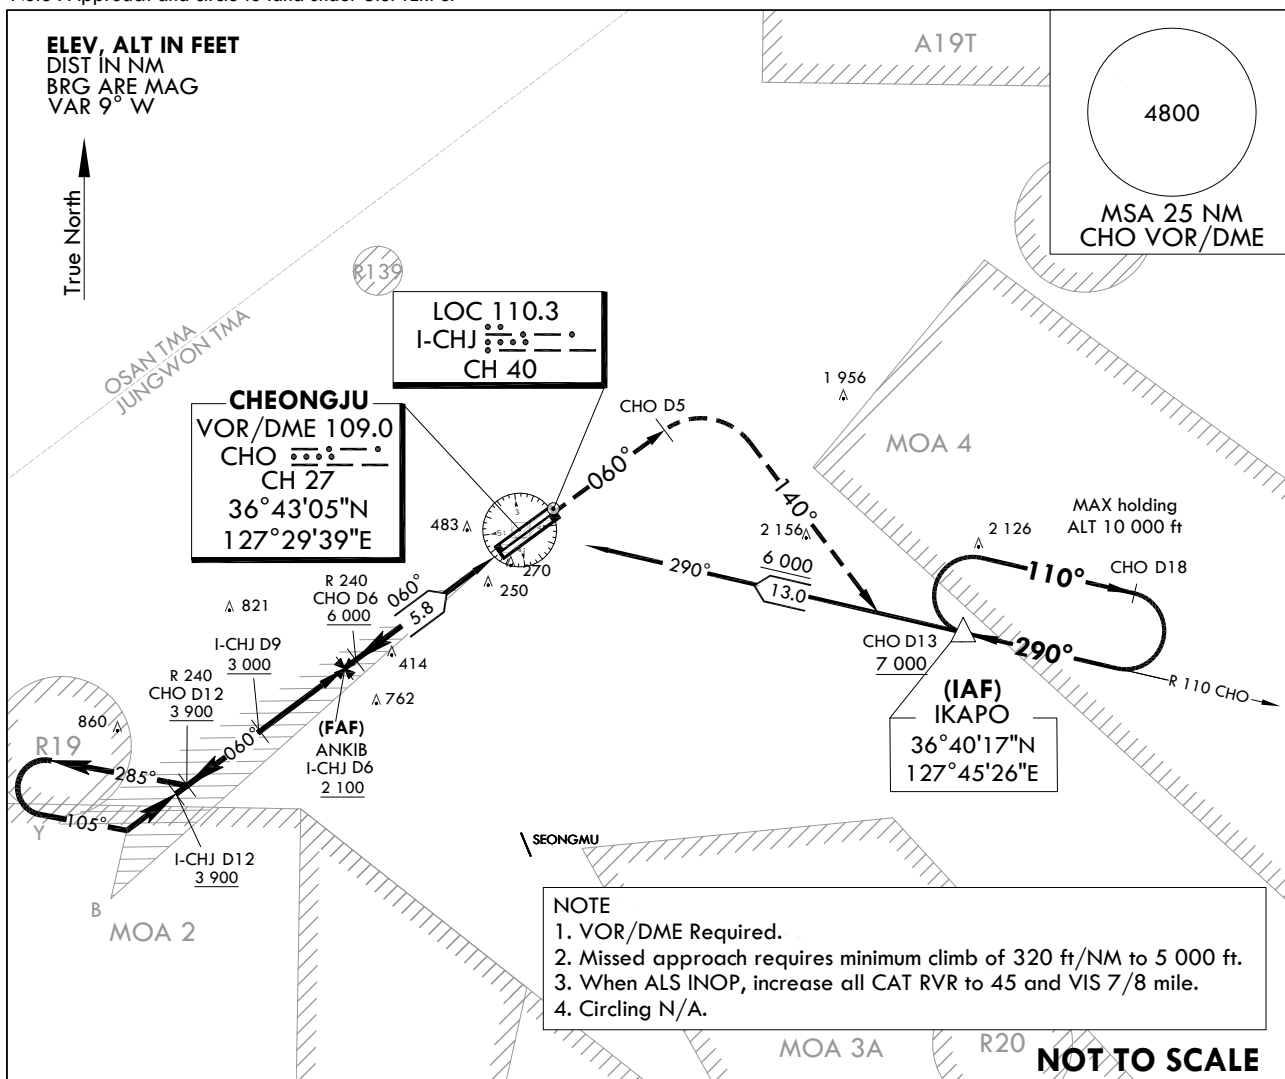 ELEV, ALT IN FEET
DIST IN NM
BRG ARE MAG
VAR 9° W
True North
A19T
4800
MSA 25 NM
CHO VOR/DME
R139
OSAN TMA
JUNGWON TMA
LOC 110.3
I-CHJ
CH 40
CHEONGJU
VOR/DME 109.0
CHO
CH 27
36°43'05"N
127°29'39"E
CHO D5
060°
140°
1 956
MOA 4
MAX holding
ALT 10 000 ft
2 126
110°
CHO D18
290°
R 110 CHO
2 156
6 000
13.0
290°
CHO D13
7 000
(IAF)
IKAPO
36°40'17"N
127°45'26"E
483
270
250
R 240
CHO D6
6 000
060°
5.8
821
414
762
I-CHJ D9
3 000
R 240
CHO D12
3 900
860
R19
060°
(FAF)
ANKIB
I-CHJ D6
2 100
285°
105°
Y
I-CHJ D12
3 900
B
MOA 2
SEONGMU
NOTE
1. VOR/DME Required.
2. Missed approach requires minimum climb of 320 ft/NM to 5 000 ft.
3. When ALS INOP, increase all CAT RVR to 45 and VIS 7/8 mile.
4. Circling N/A.
MOA 3A
R20
NOT TO SCALE